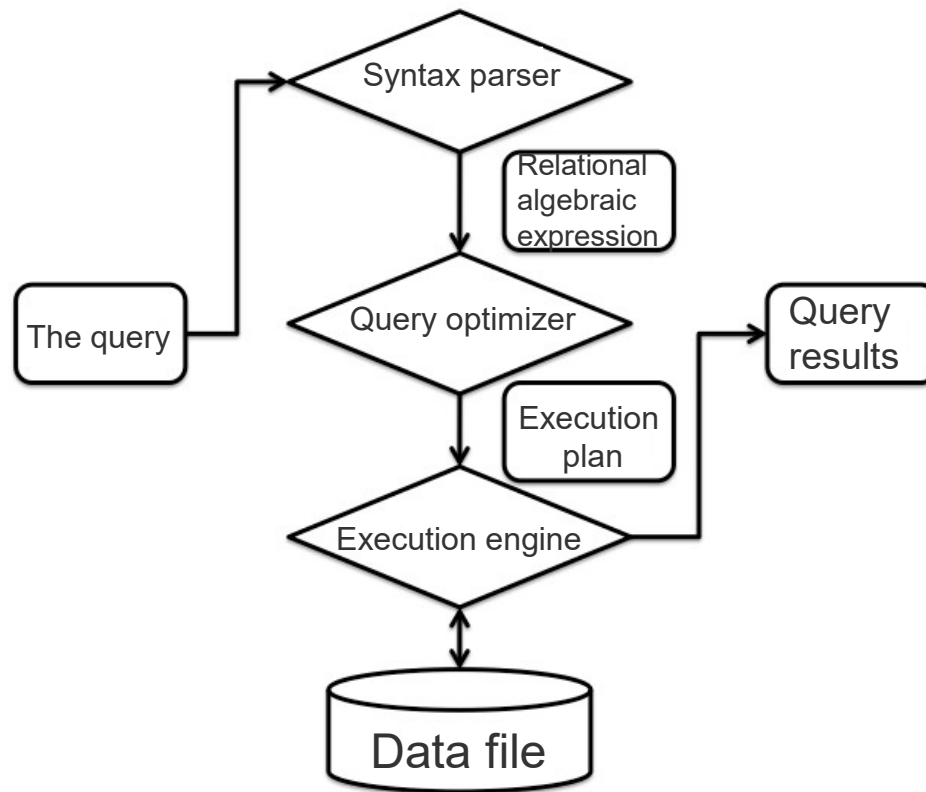 Syntax parser
Relational
algebraic
expression
The query
Query optimizer
Query
results
Execution
plan
Execution engine
Data file